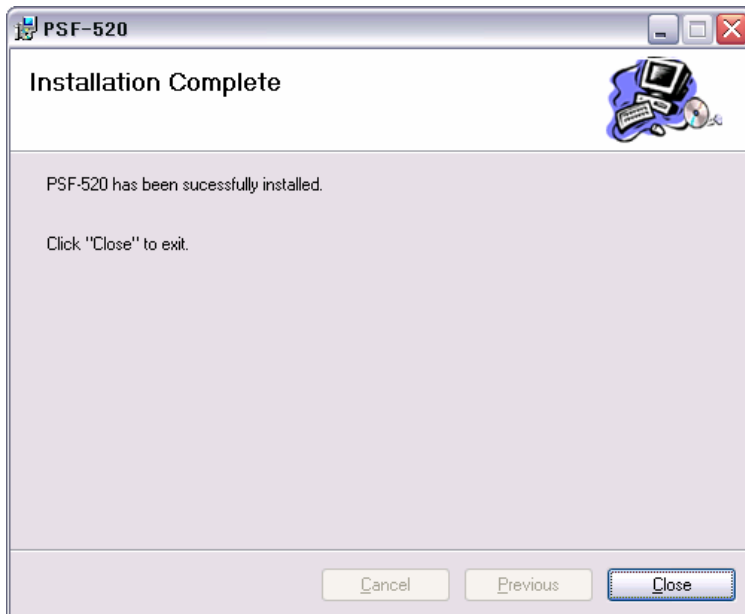 PSF-520
Installation Complete
PSF-520 has been sucessfully installed.
Click "Close" to exit.
Cancel Previous Close